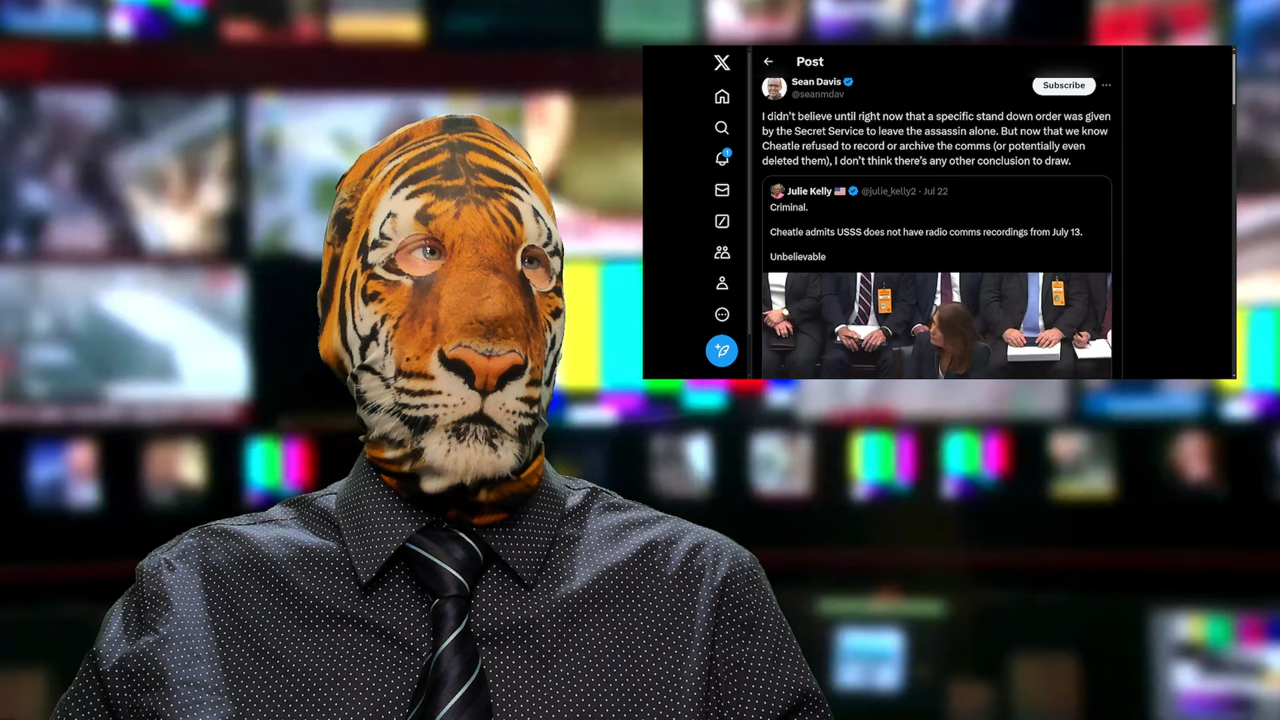 Post
Sean Davis
@seanmdav
Subscribe
I didn't believe until right now that a specific stand down order was given
by the Secret Service to leave the assassin alone. But now that we know
Cheatle refused to record or archive the comms (or potentially even
deleted them), I don't think there's any other conclusion to draw.
Julie Kelly 🇺🇸 @julie_kelly2 · Jul 22
Criminal.
Cheatle admits USSS does not have radio comms recordings from July 13.
Unbelievable
1